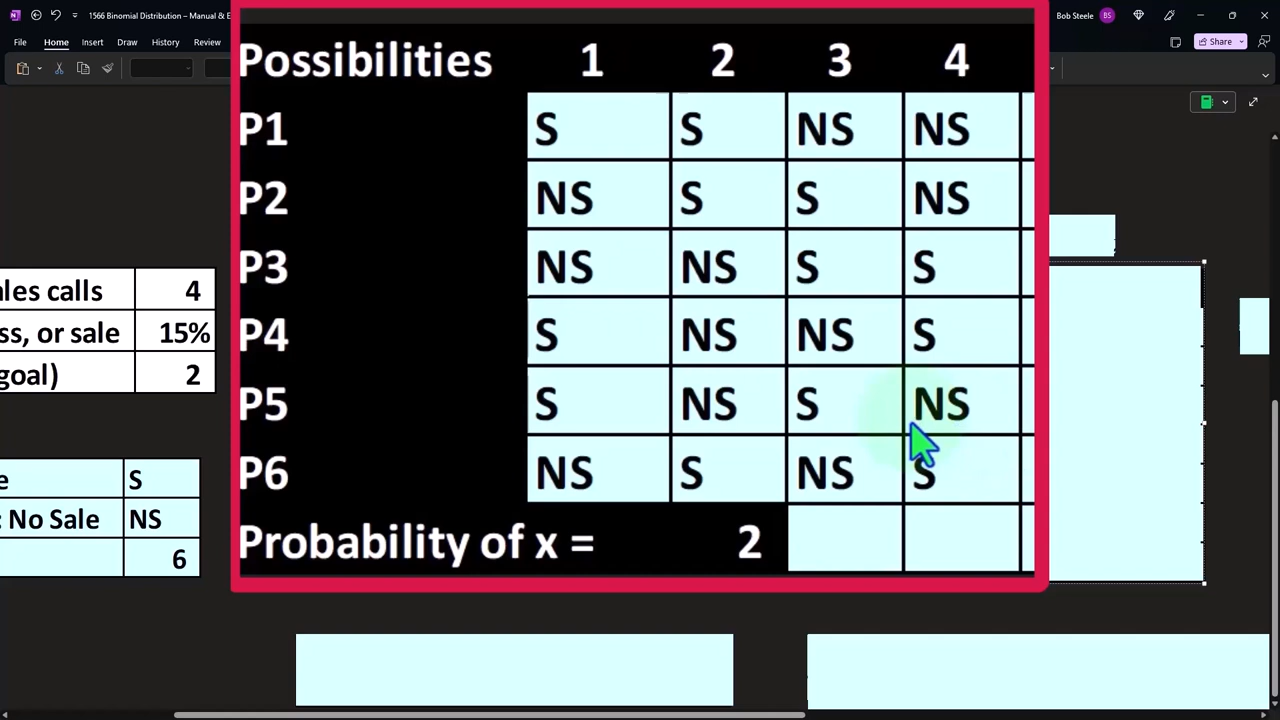 1566 Binomial Distribution – Manual & E
Bob Steele BS
File Home Insert Draw History Review
Share
Possibilities 1 2 3 4
P1 S S NS NS
P2 NS S S NS
P3 NS NS S S
P4 S NS NS S
P5 S NS S NS
P6 NS S NS S
Probability of x = 2
ales calls 4
ss, or sale 15%
goal) 2
e S
: No Sale NS
6